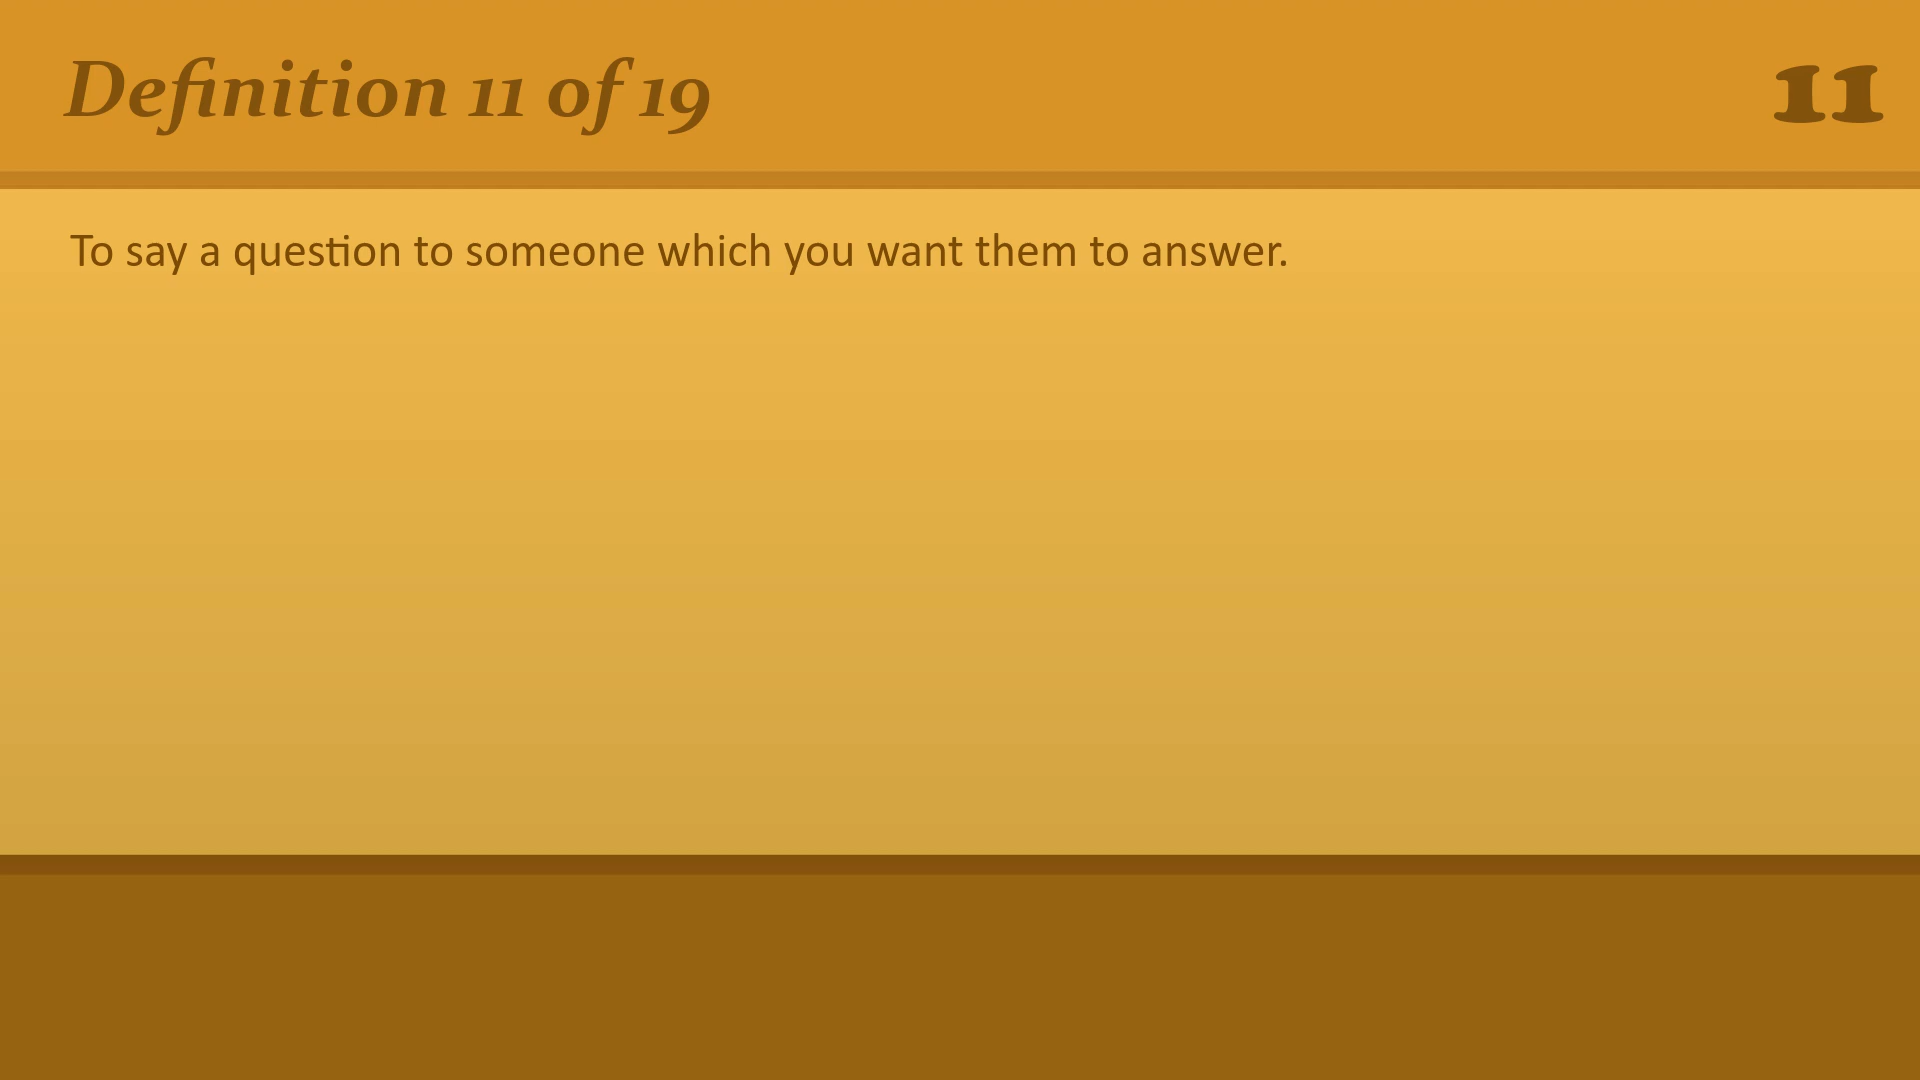 Definition 11 of 19
11
To say a question to someone which you want them to answer.